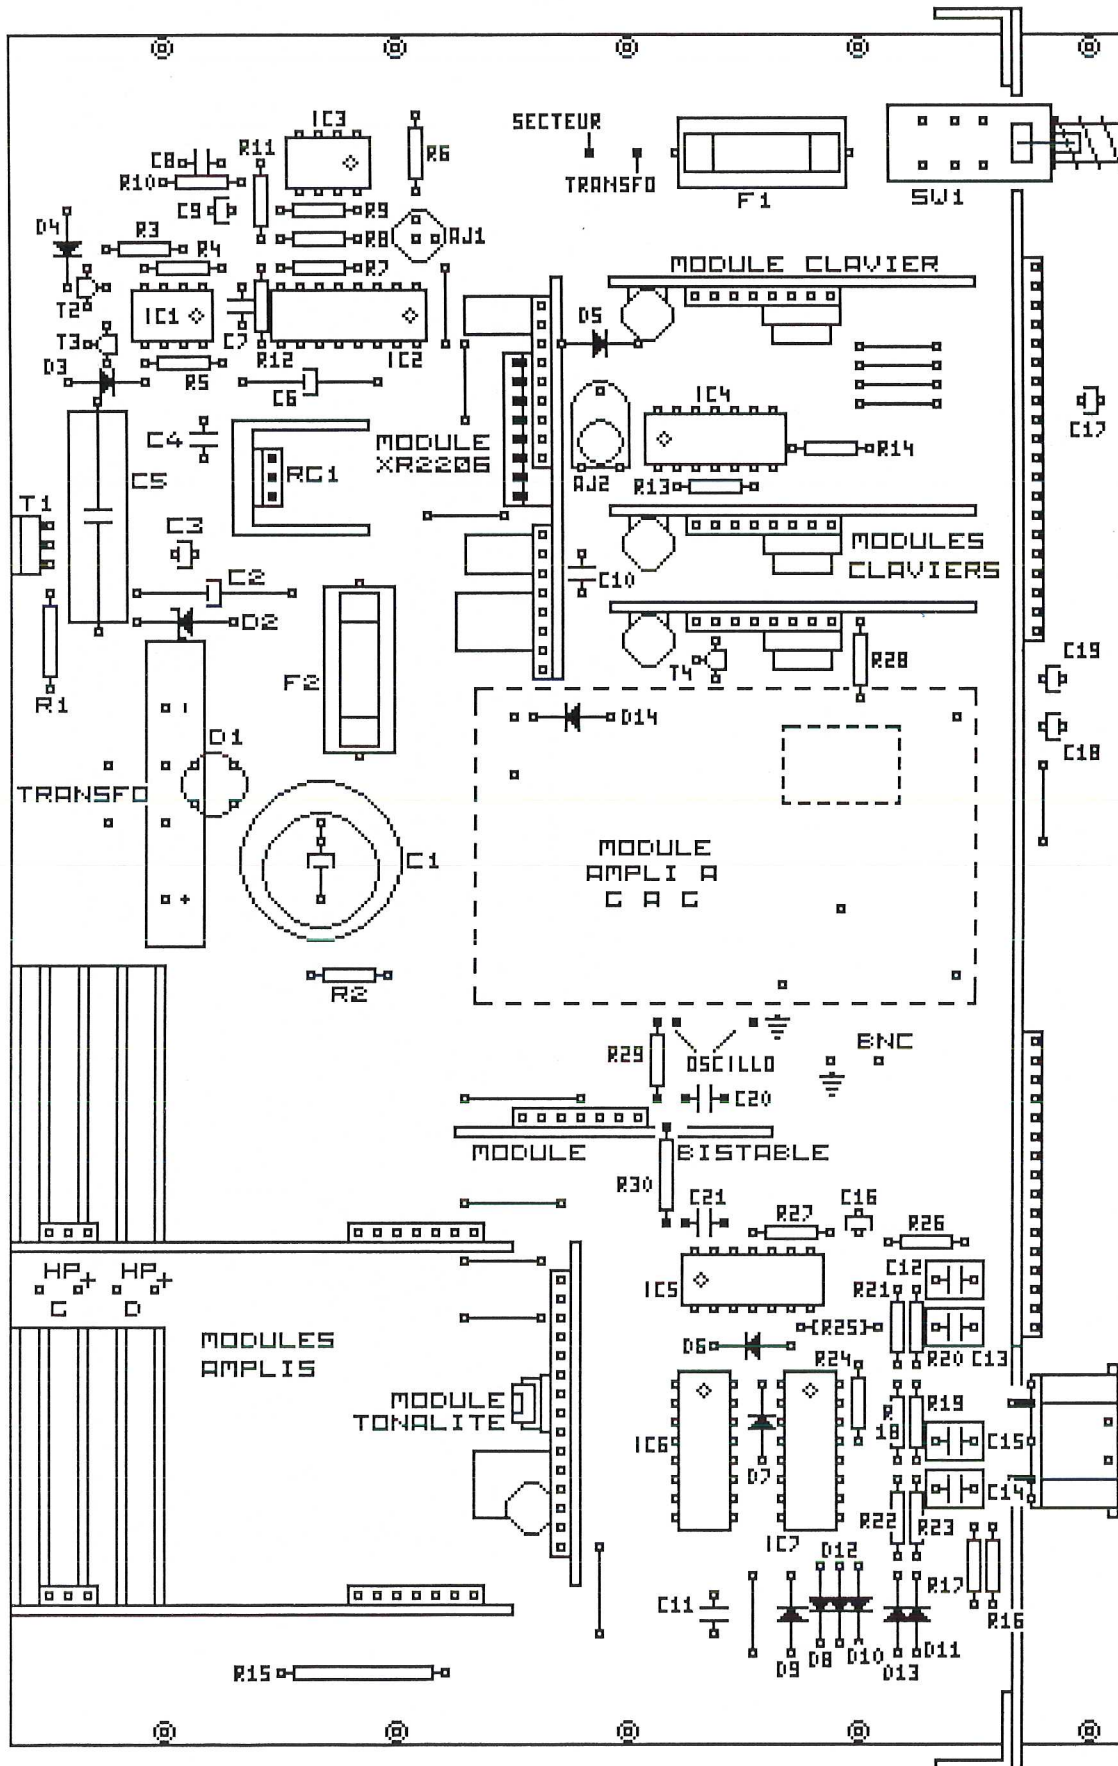 SECTEUR
IC3
R11
C8
R6
R10
TRANSFO
F1
SW1
C9
R9
D4
R3
R8
AJ1
R4
R7
MODULE CLAVIER
T2
IC1
D5
C7
T3
R12
IC2
D3
R5
C6
IC4
C17
C4
MODULE
XR2206
R14
C5
RG1
AJ2
R13
T1
C3
MODULES
CLAVIERS
C2
C10
D2
R28
C19
T4
F2
R1
D14
D1
C18
TRANSFO
-
C1
MODULE
AMPLI A
C A G
+
R2
BNC
R29
OSCILLO
C20
MODULE BISTABLE
R30
C21
C16
R27
R26
C12
HP+
HP+
G
D
IC5
R21
(R25)
MODULES
AMPLIS
D6
R24
R20
C13
MODULE
TONALITE
R
18
R19
IC6
C15
D7
C14
R22
R23
IC7
D12
R17
C11
R16
D9
D8
D10
D11
D13
R15